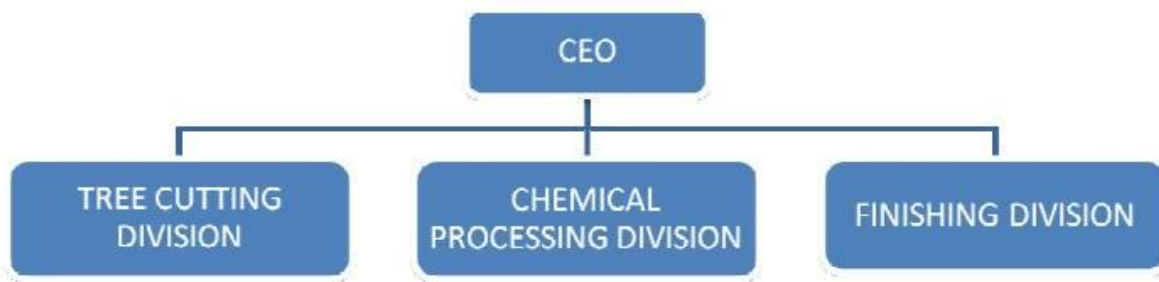 CEO
TREE CUTTING
DIVISION
CHEMICAL
PROCESSING DIVISION
FINISHING DIVISION